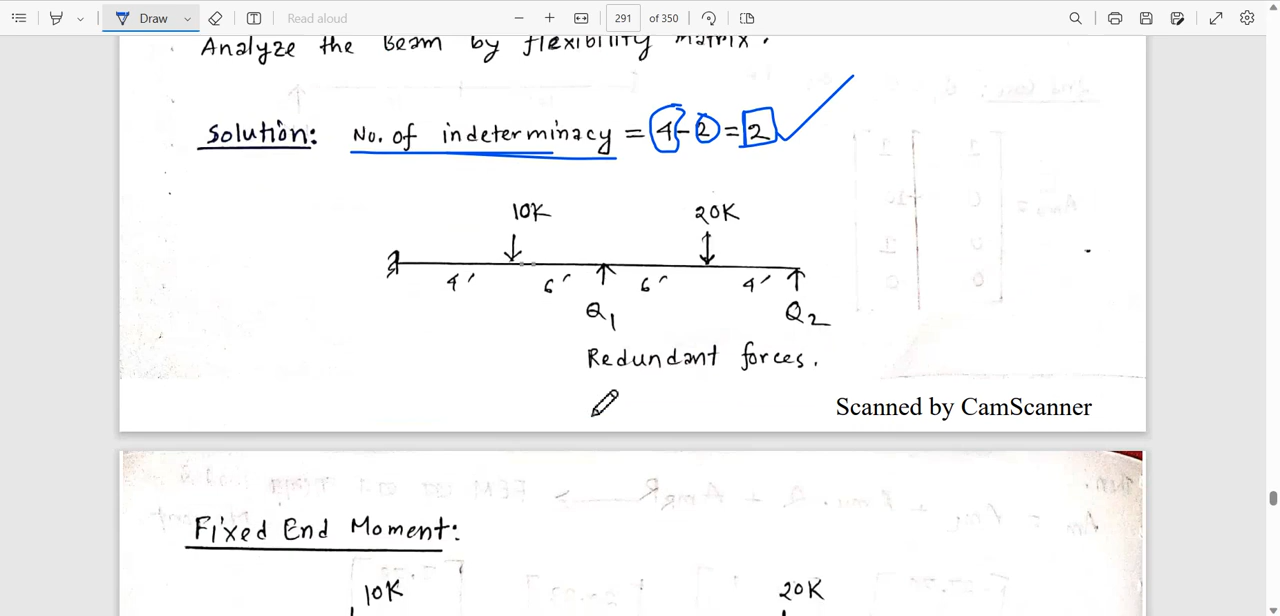 Draw
Read aloud
291 of 350
Analyze the Beam by flexibility matrix.
Solution: No. of indeterminacy = 4 - 2 = 2
10K 20K
4' 6' 6' 4'
Q1 Q2
Redundant forces.
Scanned by CamScanner
Fixed End Moment:
10K 20K